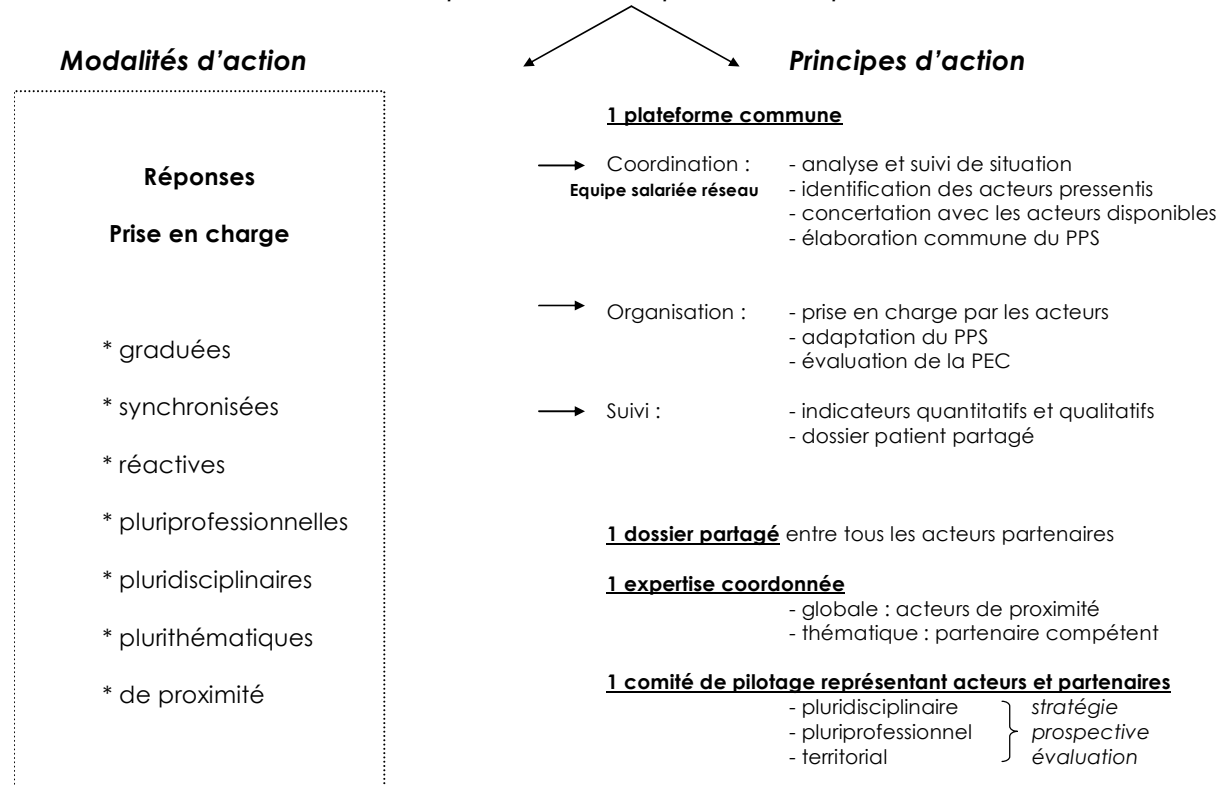 Modalités d'action
Réponses
Prise en charge
* graduées
* synchronisées
* réactives
* pluriprofessionnelles
* pluridisciplinaires
* plurithématiques
* de proximité
Principes d'action
1 plateforme commune
Coordination : - analyse et suivi de situation
Equipe salariée réseau - identification des acteurs pressentis
- concertation avec les acteurs disponibles
- élaboration commune du PPS
Organisation : - prise en charge par les acteurs
- adaptation du PPS
- évaluation de la PEC
Suivi : - indicateurs quantitatifs et qualitatifs
- dossier patient partagé
1 dossier partagé entre tous les acteurs partenaires
1 expertise coordonnée
- globale : acteurs de proximité
- thématique : partenaire compétent
1 comité de pilotage représentant acteurs et partenaires
- pluridisciplinaire stratégie
- pluriprofessionnel prospective
- territorial évaluation